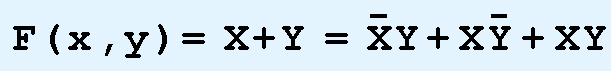 F(x,y)= X+Y = X̄Y+XȲ+XY